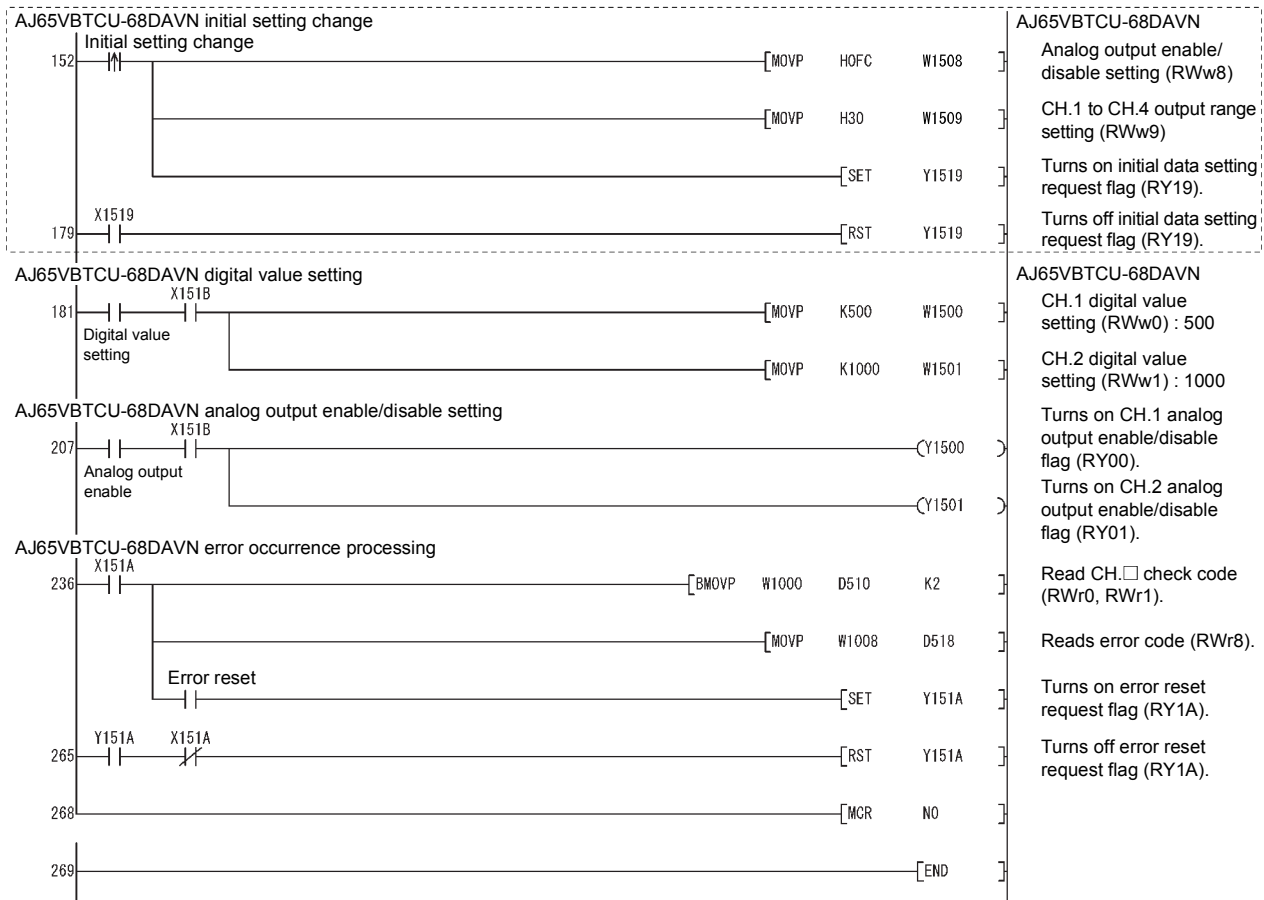 AJ65VBTCU-68DAVN initial setting change
AJ65VBTCU-68DAVN
Initial setting change
152
MOVP H0FC W1508
Analog output enable/
disable setting (RWw8)
MOVP H30 W1509
CH.1 to CH.4 output range
setting (RWw9)
SET Y1519
Turns on initial data setting
request flag (RY19).
X1519
179
RST Y1519
Turns off initial data setting
request flag (RY19).
AJ65VBTCU-68DAVN digital value setting
AJ65VBTCU-68DAVN
X151B
181
Digital value
setting
MOVP K500 W1500
CH.1 digital value
setting (RWw0) : 500
MOVP K1000 W1501
CH.2 digital value
setting (RWw1) : 1000
AJ65VBTCU-68DAVN analog output enable/disable setting
X151B
207
Analog output
enable
Y1500
Turns on CH.1 analog
output enable/disable
flag (RY00).
Y1501
Turns on CH.2 analog
output enable/disable
flag (RY01).
AJ65VBTCU-68DAVN error occurrence processing
X151A
236
BMOVP W1000 D510 K2
Read CH.□ check code
(RWr0, RWr1).
MOVP W1008 D518
Reads error code (RWr8).
Error reset
SET Y151A
Turns on error reset
request flag (RY1A).
Y151A X151A
265
RST Y151A
Turns off error reset
request flag (RY1A).
268
MCR N0
269
END